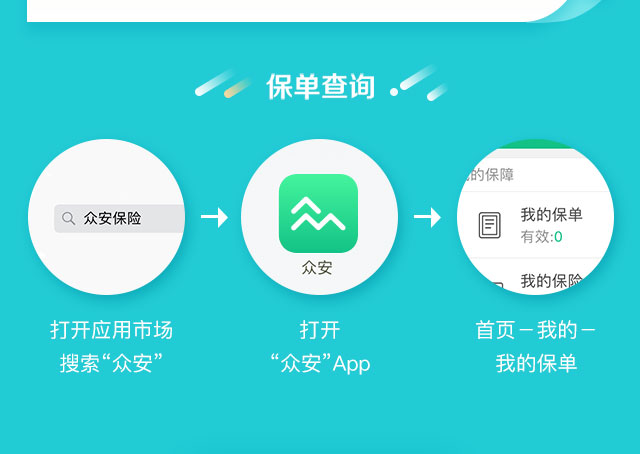 保单查询
众安保险
众安
的保障
我的保单
有效:0
我的保险
打开应用市场
搜索“众安”
打开
“众安”App
首页－我的－
我的保单